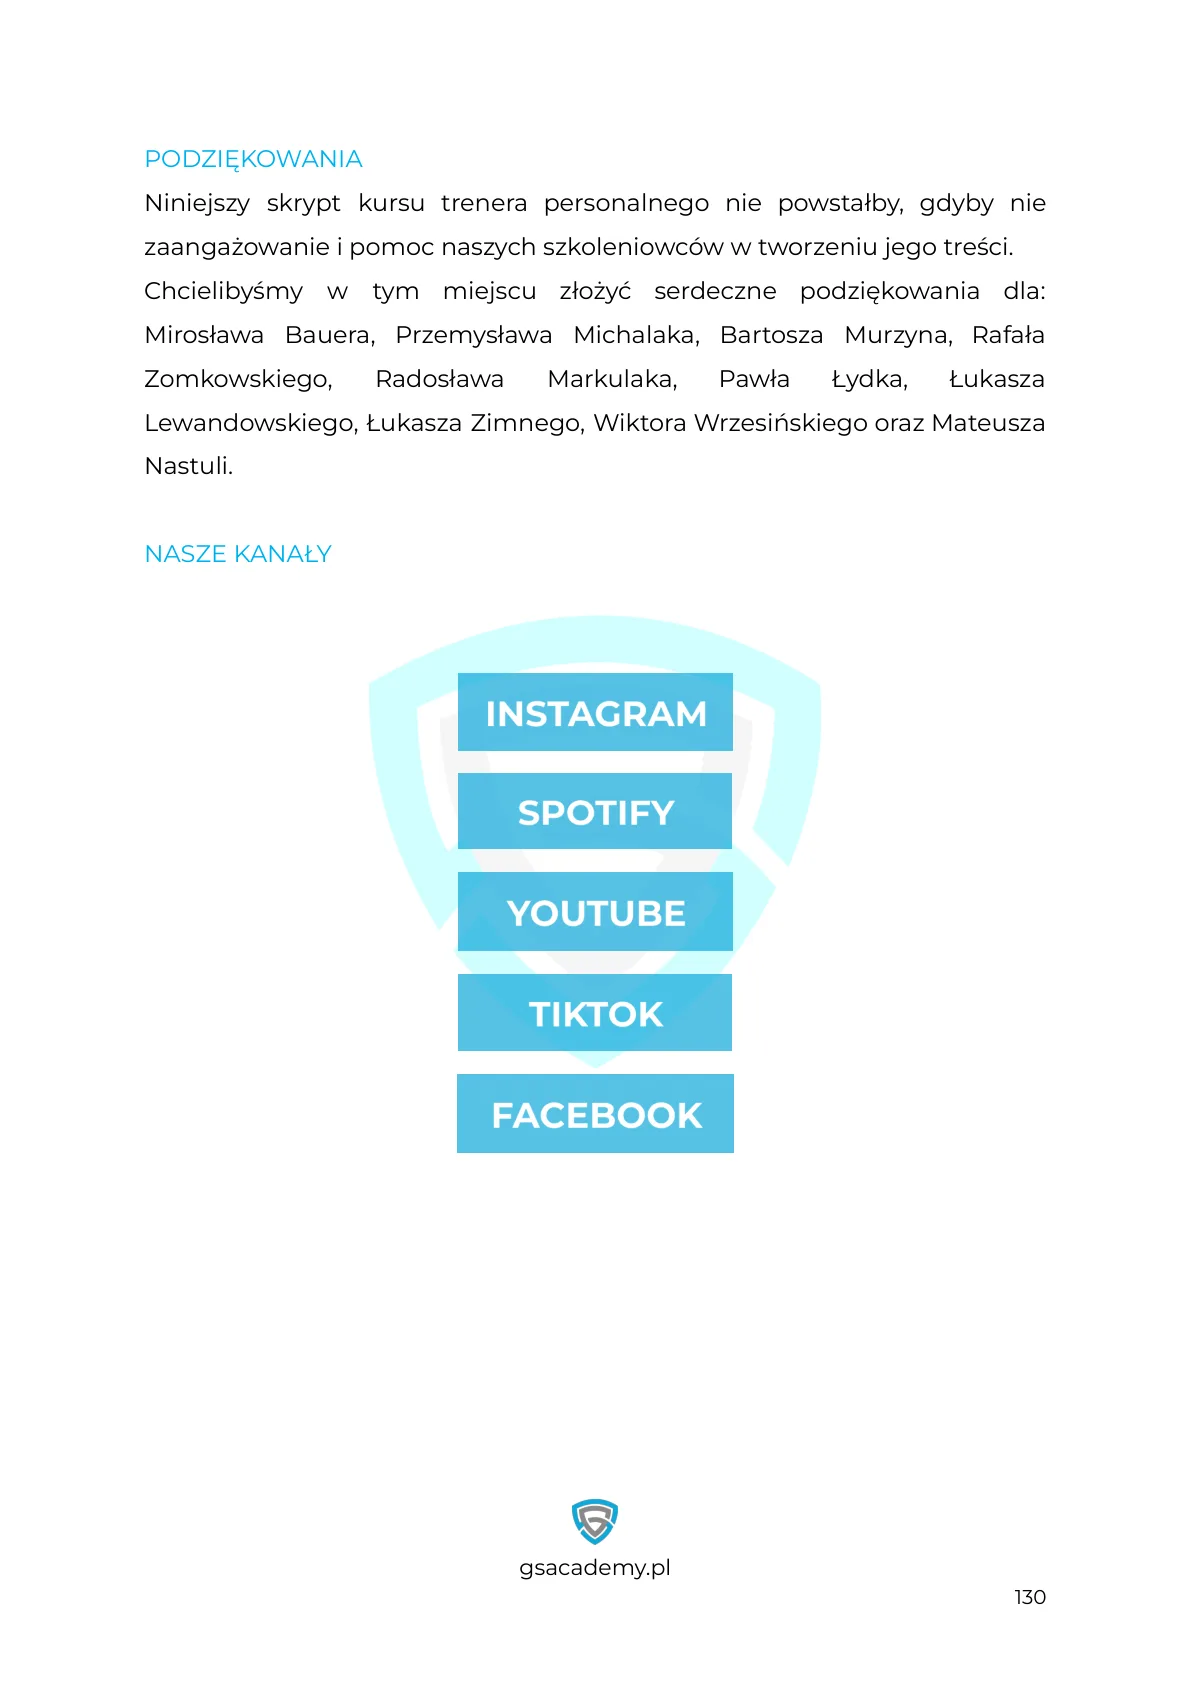 PODZIĘKOWANIA
Niniejszy skrypt kursu trenera personalnego nie powstałby, gdyby nie
zaangażowanie i pomoc naszych szkoleniowców w tworzeniu jego treści.
Chcielibyśmy w tym miejscu złożyć serdeczne podziękowania dla:
Mirosława Bauera, Przemysława Michalaka, Bartosza Murzyna, Rafała
Zomkowskiego, Radosława Markulaka, Pawła Łydka, Łukasza
Lewandowskiego, Łukasza Zimnego, Wiktora Wrzesińskiego oraz Mateusza
Nastuli.
NASZE KANAŁY
INSTAGRAM
SPOTIFY
YOUTUBE
TIKTOK
FACEBOOK
gsacademy.pl
130